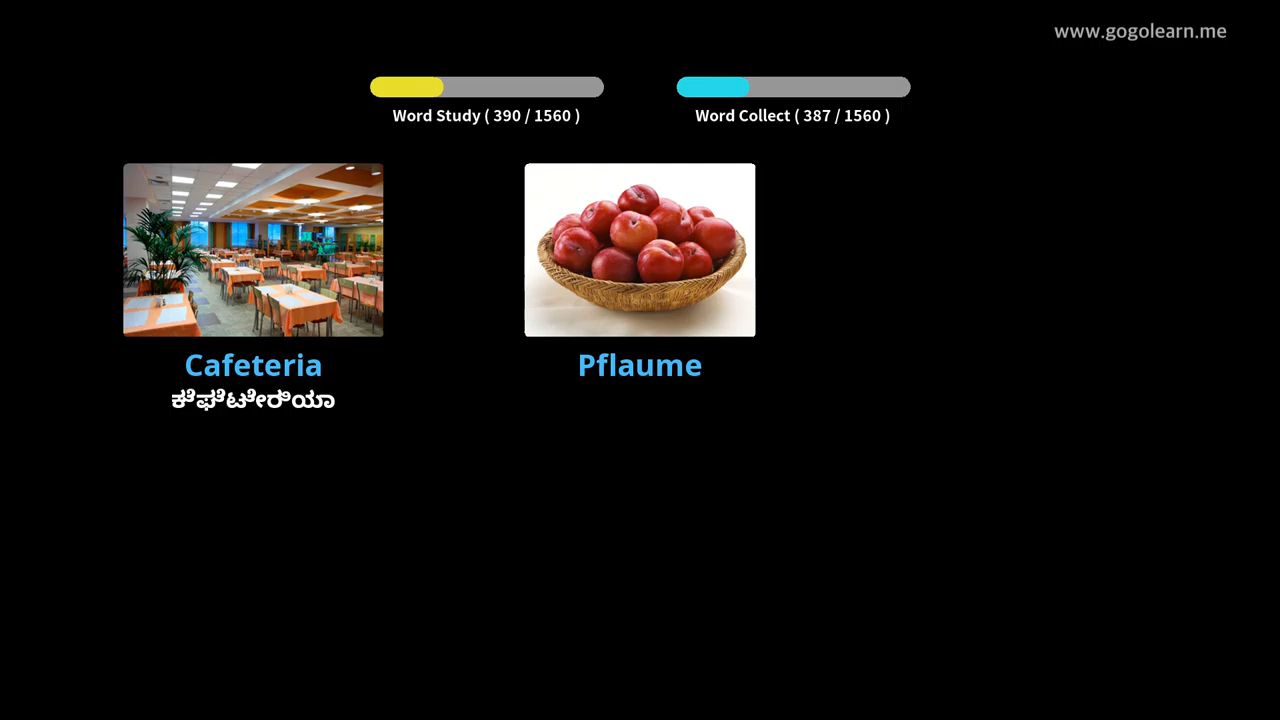 www.gogolearn.me
Word Study ( 390 / 1560 )
Word Collect ( 387 / 1560 )
Cafeteria
ಕೆಫೆಟೇರಿಯಾ
Pflaume